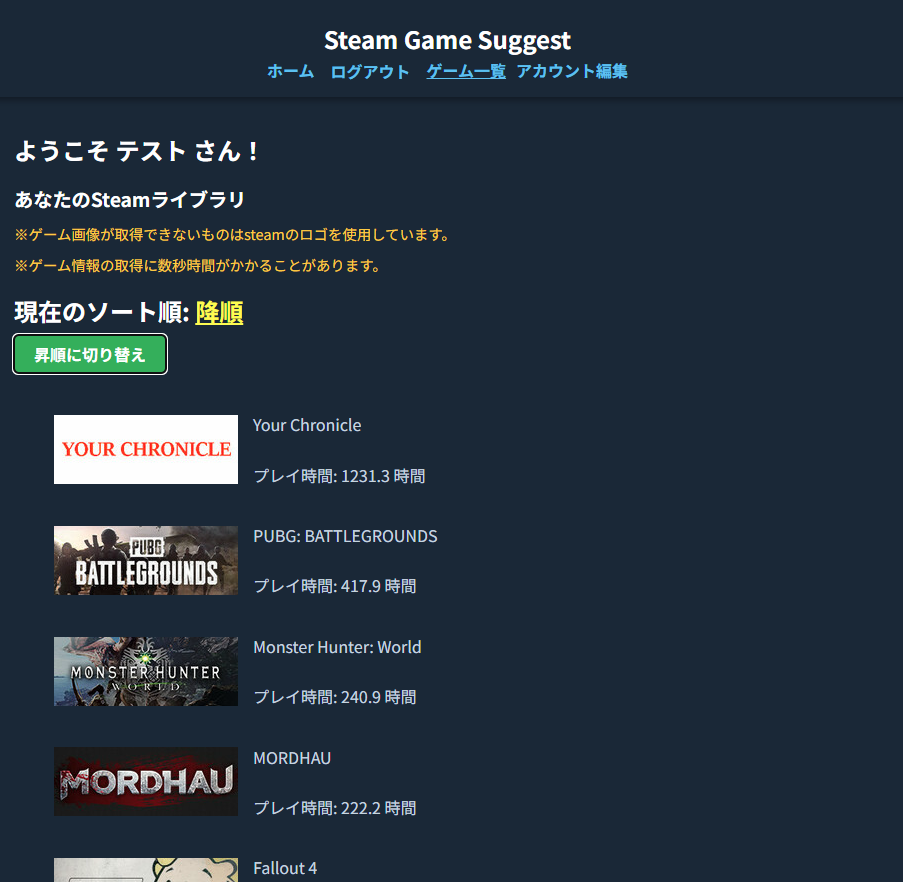 Steam Game Suggest
ホーム ログアウト ゲーム一覧 アカウント編集
ようこそ テスト さん！
あなたのSteamライブラリ
※ゲーム画像が取得できないものはsteamのロゴを使用しています。
※ゲーム情報の取得に数秒時間がかかることがあります。
現在のソート順: 降順
昇順に切り替え
YOUR CHRONICLE
Your Chronicle
プレイ時間: 1231.3 時間
PUBG
BATTLEGROUNDS
PUBG: BATTLEGROUNDS
プレイ時間: 417.9 時間
MONSTER HUNTER
WORLD
Monster Hunter: World
プレイ時間: 240.9 時間
MORDHAU
MORDHAU
プレイ時間: 222.2 時間
Fallout 4